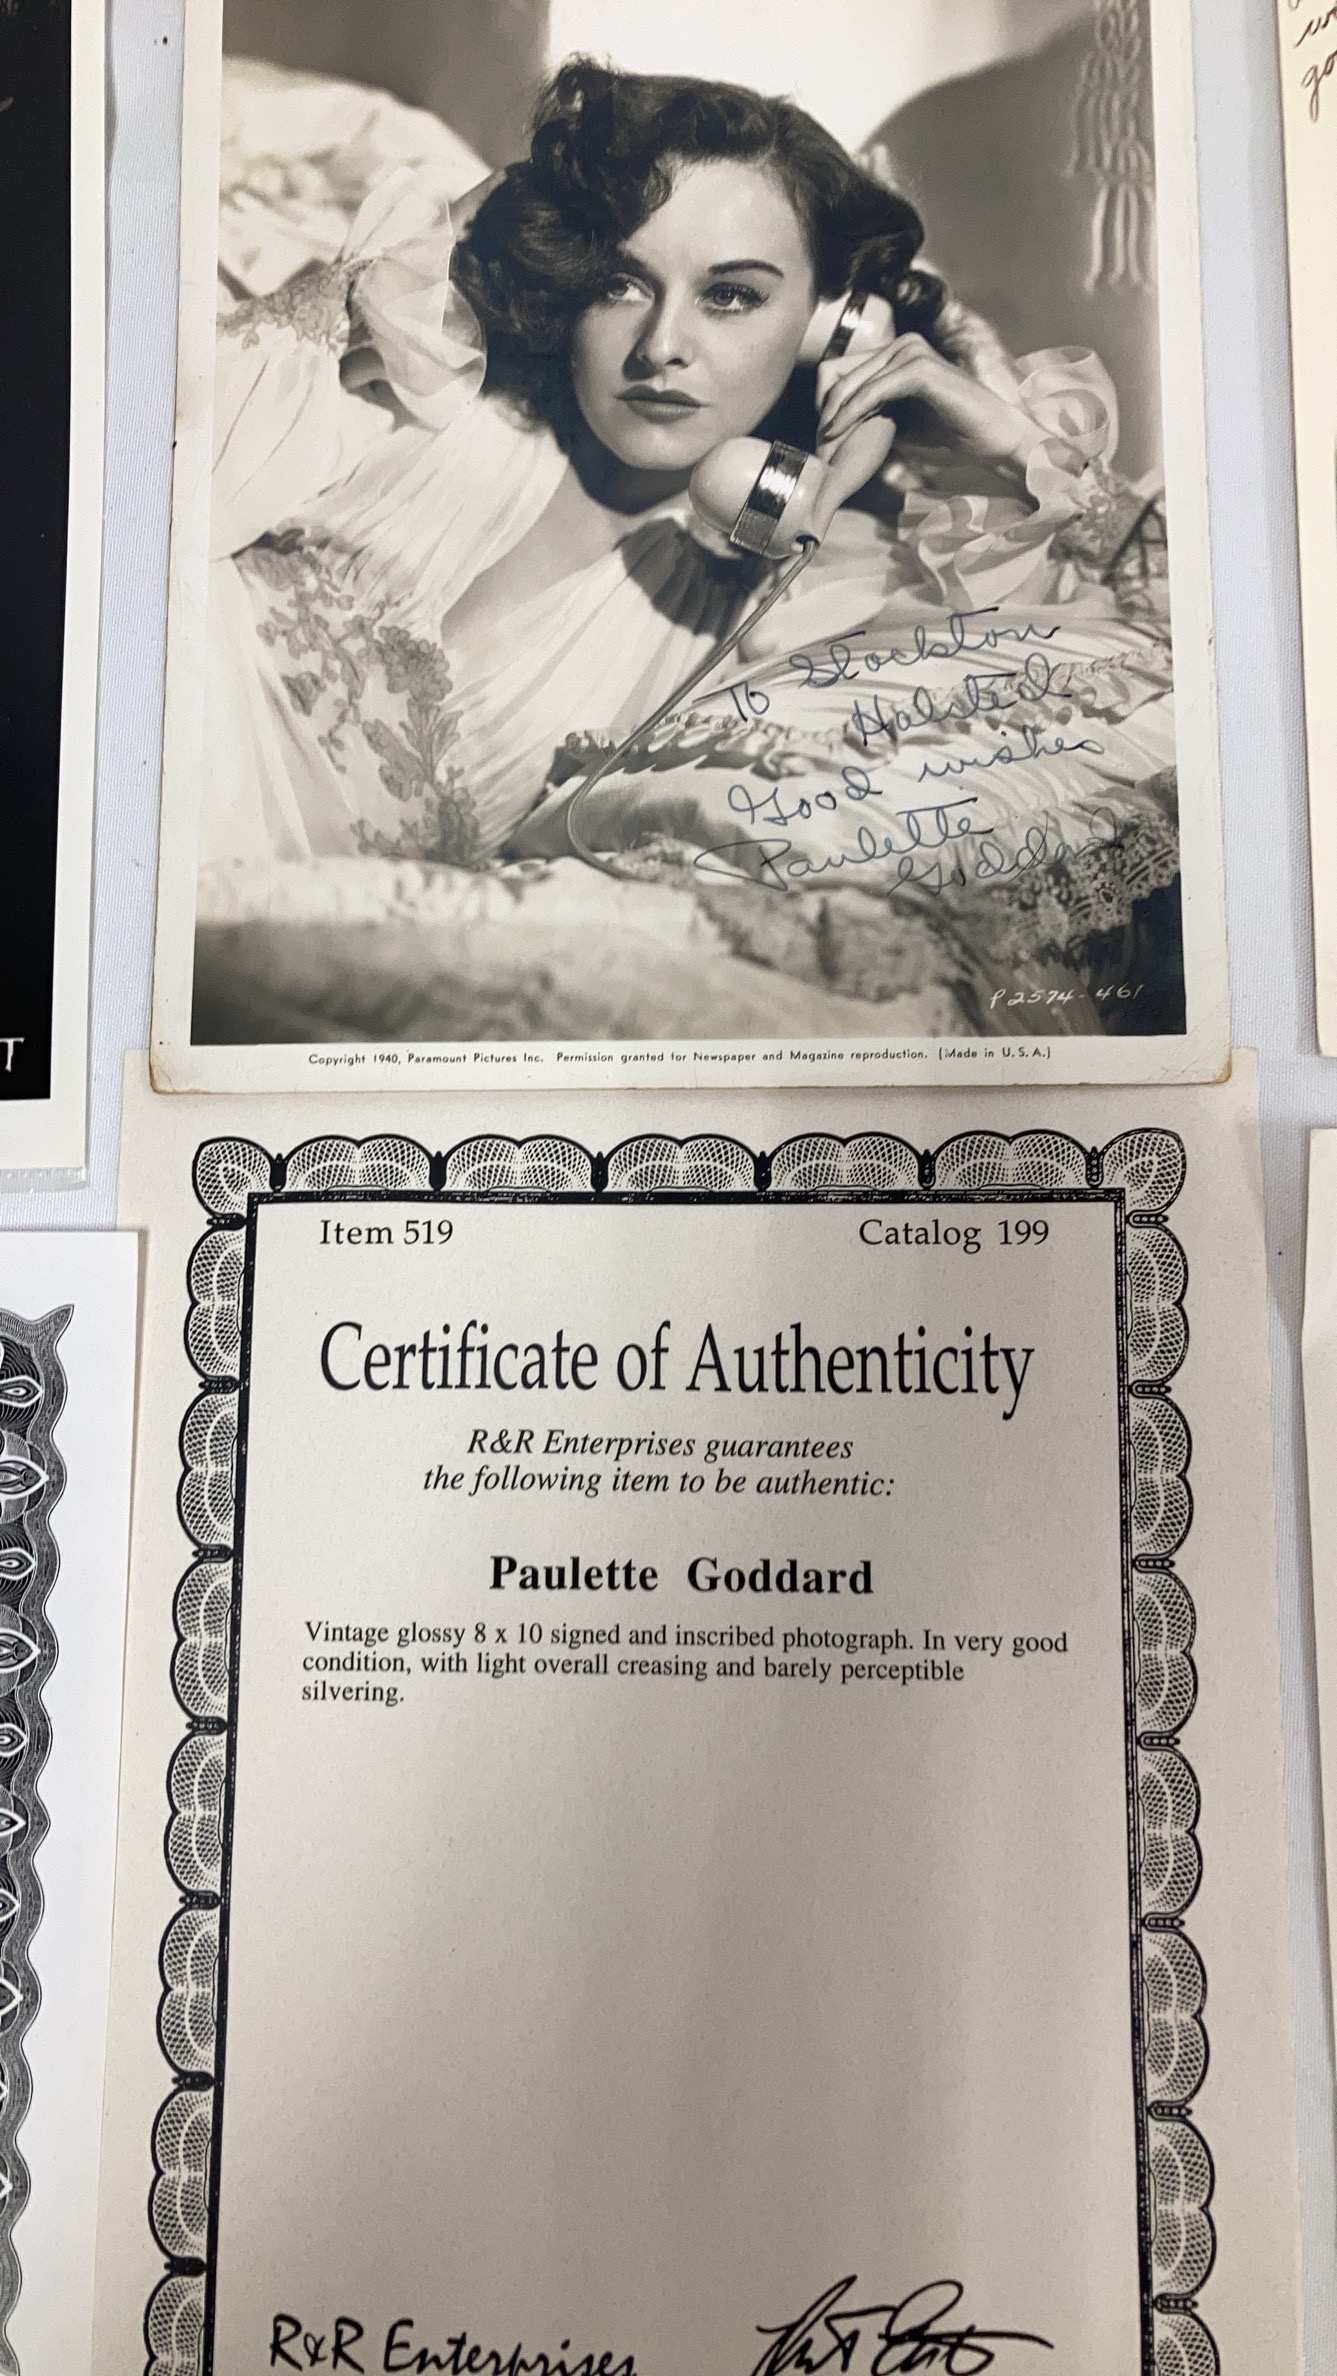 To Stockton
Halsted
Good wishes
Paulette
Goddard
P2574-461
Copyright 1940, Paramount Pictures Inc. Permission granted for Newspaper and Magazine reproduction. (Made in U.S.A.)
T
Item 519
Catalog 199
Certificate of Authenticity
R&R Enterprises guarantees
the following item to be authentic:
Paulette Goddard
Vintage glossy 8 x 10 signed and inscribed photograph. In very good
condition, with light overall creasing and barely perceptible
silvering.
R&R Enterprises